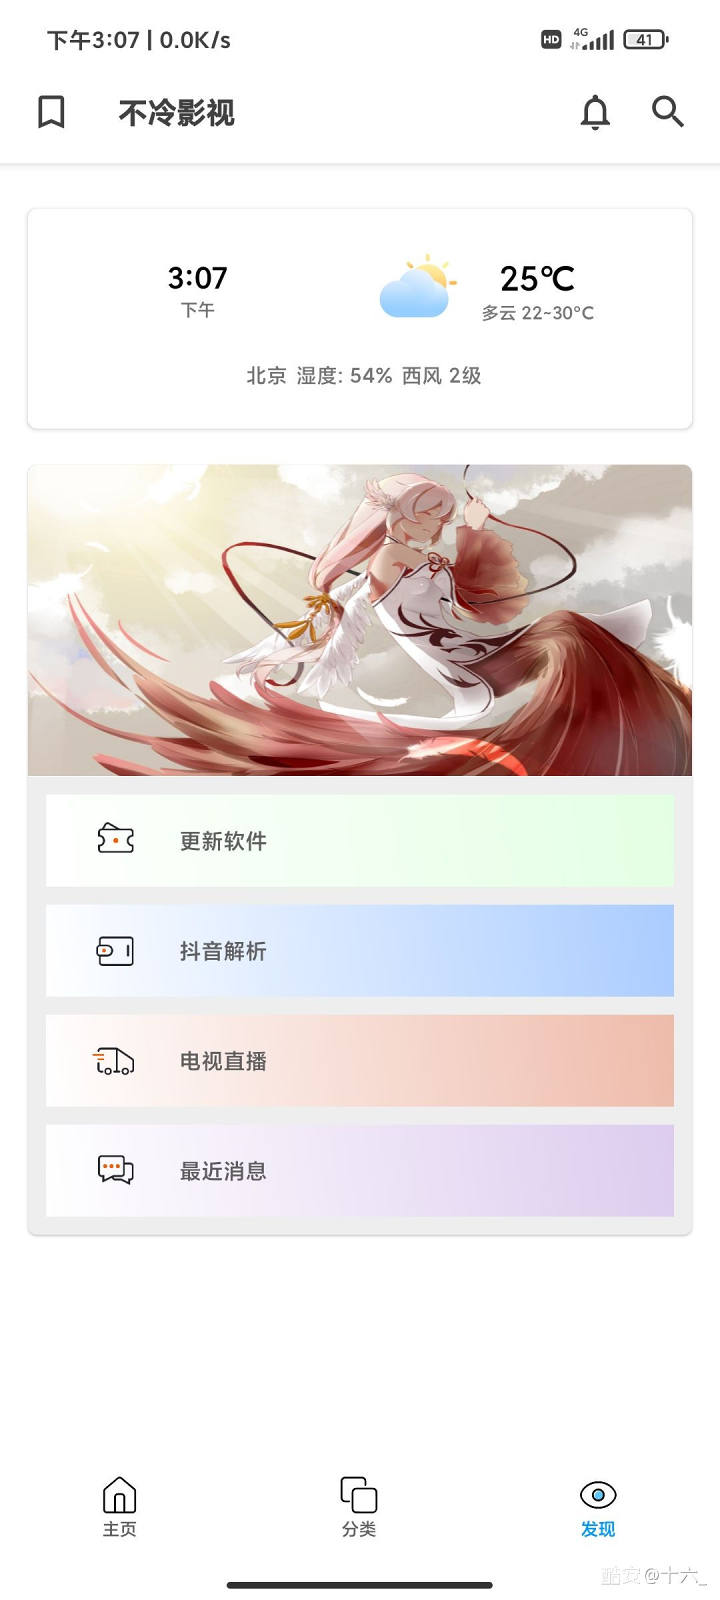 下午3:07 | 0.0K/s
HD 4G 41
不冷影视
3:07
下午
25℃
多云 22~30°C
北京 湿度: 54% 西风 2级
更新软件
抖音解析
电视直播
最近消息
主页
分类
发现
酷安@十六_